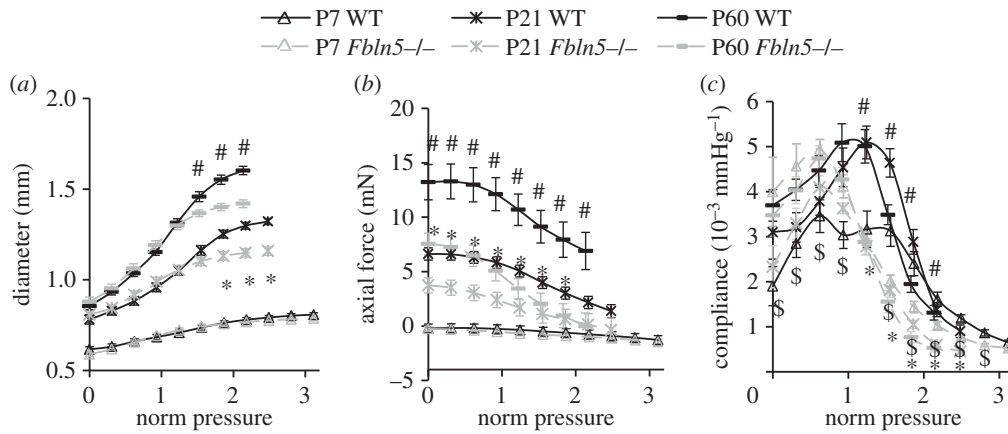 P7 WT P21 WT P60 WT
P7 Fbln5–/– P21 Fbln5–/– P60 Fbln5–/–
(a) (b) (c)
2.0
1.5
1.0
0.5
diameter (mm)
# # #
* * *
0 1 2 3
norm pressure
20
15
10
5
0
–5
axial force (mN)
# # # # # # # #
* * * * * * *
0 1 2 3
norm pressure
6
5
4
3
2
1
0
compliance (10–3 mmHg–1)
# # # #
$ $ $ $ * $ * $ $ $ $
* * *
0 1 2 3
norm pressure